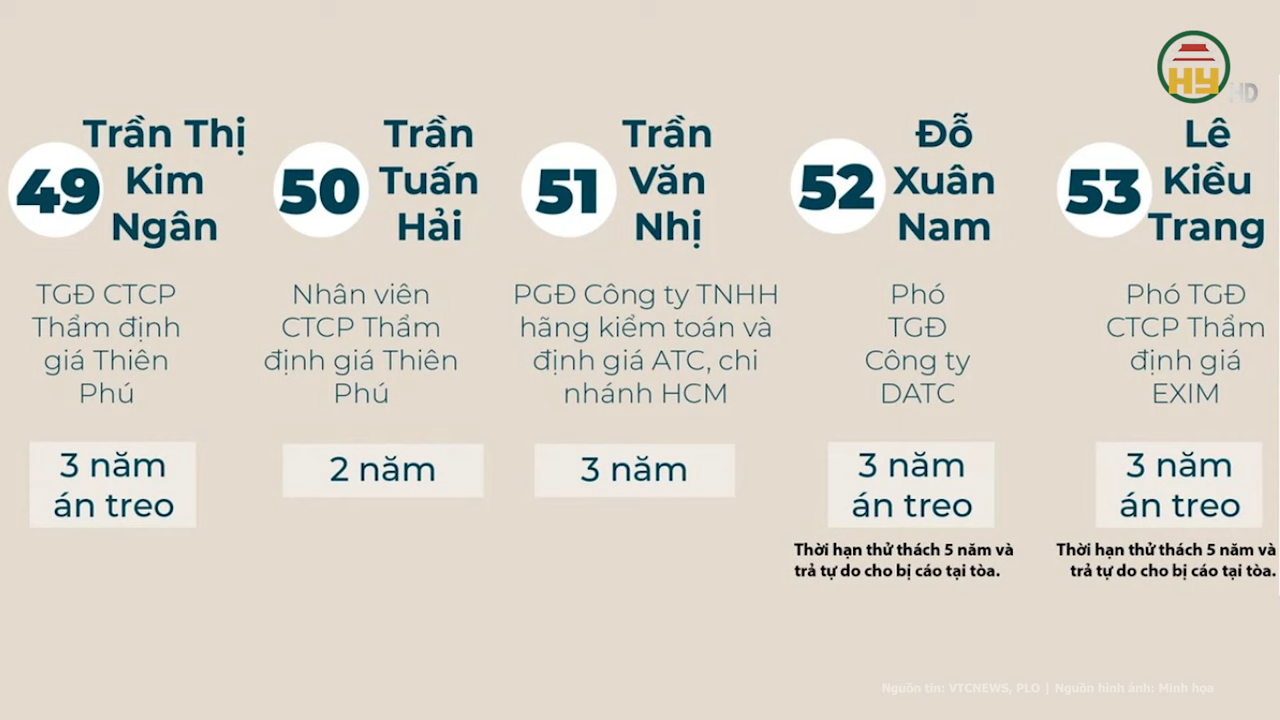 HY
HD
49
Trần Thị
Kim
Ngân
TGĐ CTCP
Thẩm định
giá Thiên
Phú
3 năm
án treo
50
Trần
Tuấn
Hải
Nhân viên
CTCP Thẩm
định giá Thiên
Phú
2 năm
51
Trần
Văn
Nhị
PGĐ Công ty TNHH
hãng kiểm toán và
định giá ATC, chi
nhánh HCM
3 năm
52
Đỗ
Xuân
Nam
Phó
TGĐ
Công ty
DATC
3 năm
án treo
Thời hạn thử thách 5 năm và
trả tự do cho bị cáo tại tòa.
53
Lê
Kiều
Trang
Phó TGĐ
CTCP Thẩm
định giá
EXIM
3 năm
án treo
Thời hạn thử thách 5 năm và
trả tự do cho bị cáo tại tòa.
Nguồn tin: VTCNEWS, PLO | Nguồn hình ảnh: Minh họa